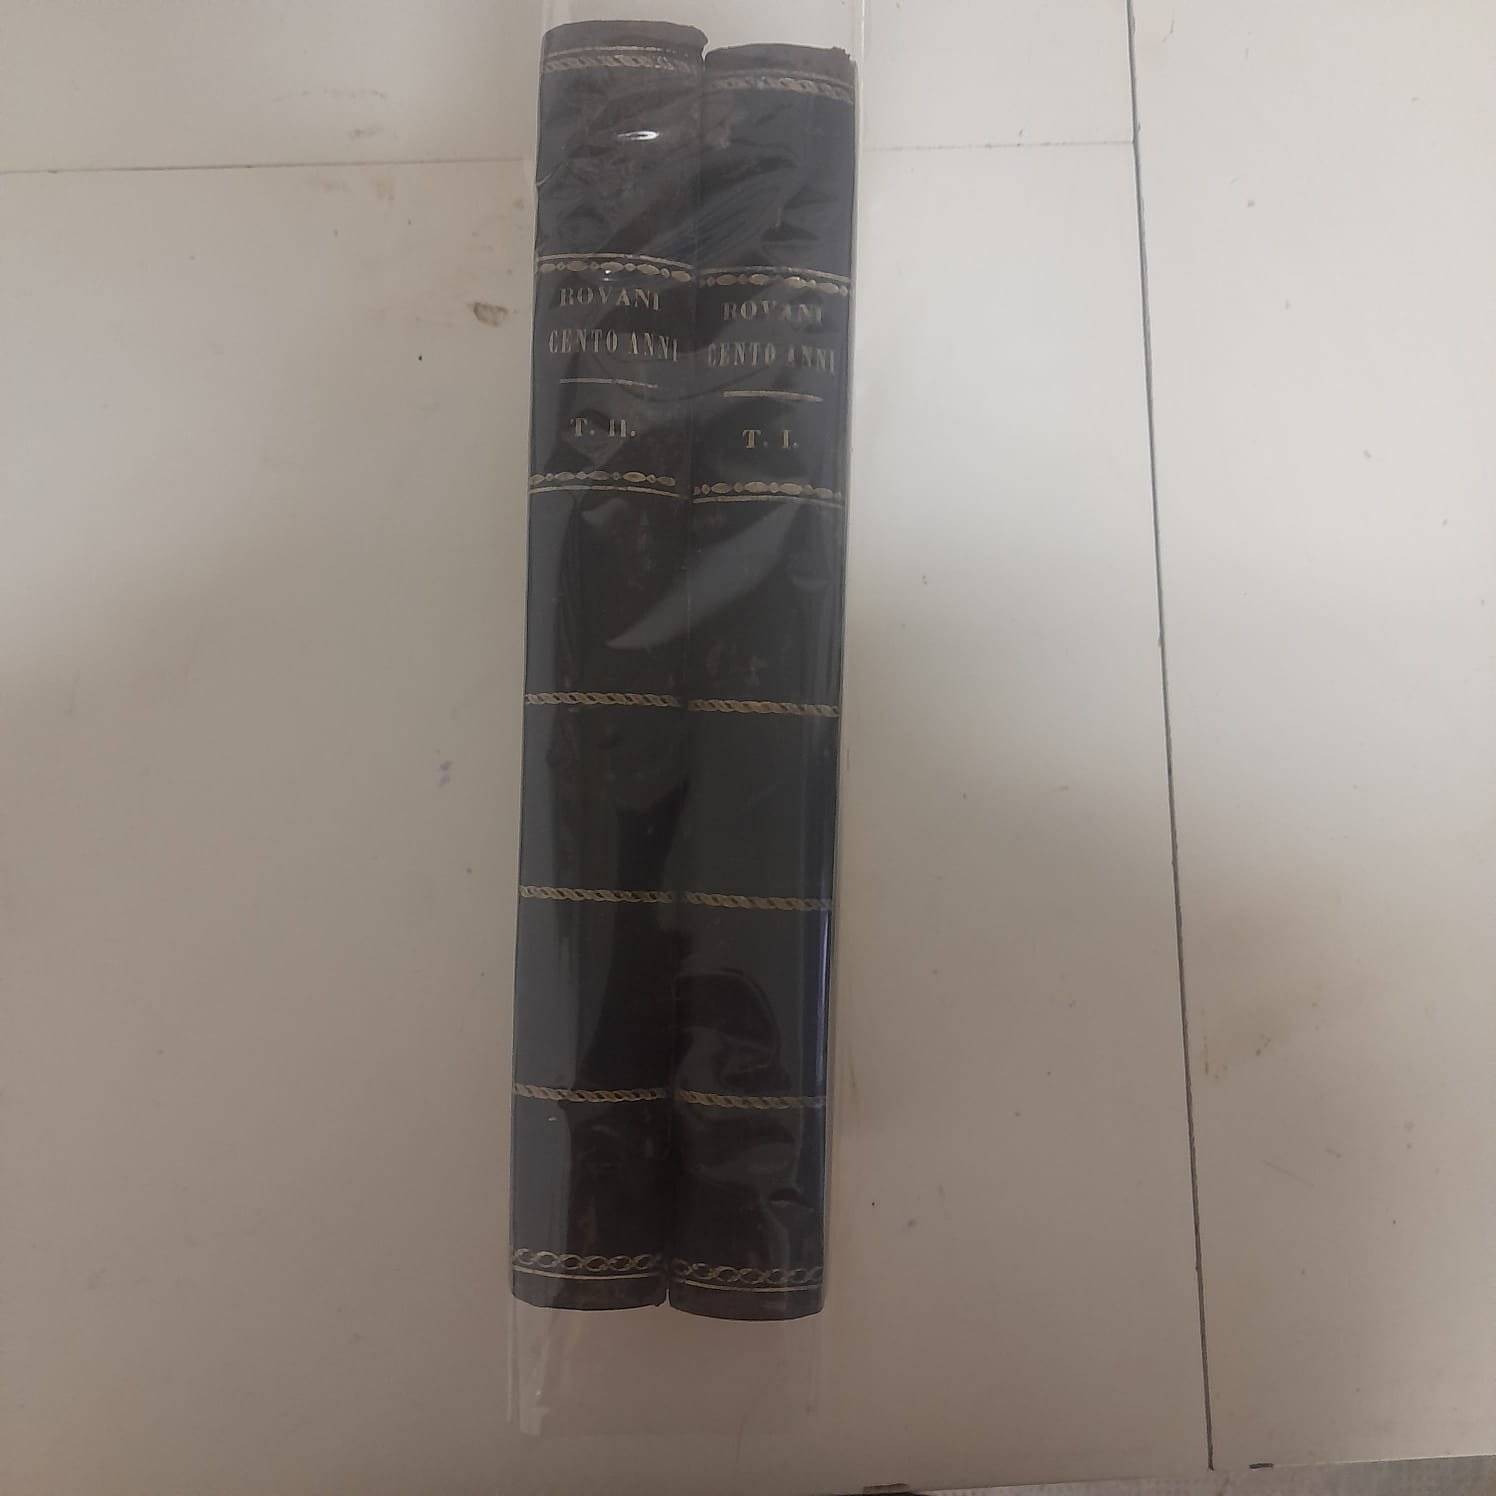 ROVANI
CENTO ANNI
T. II.
ROVANI
CENTO ANNI
T. I.